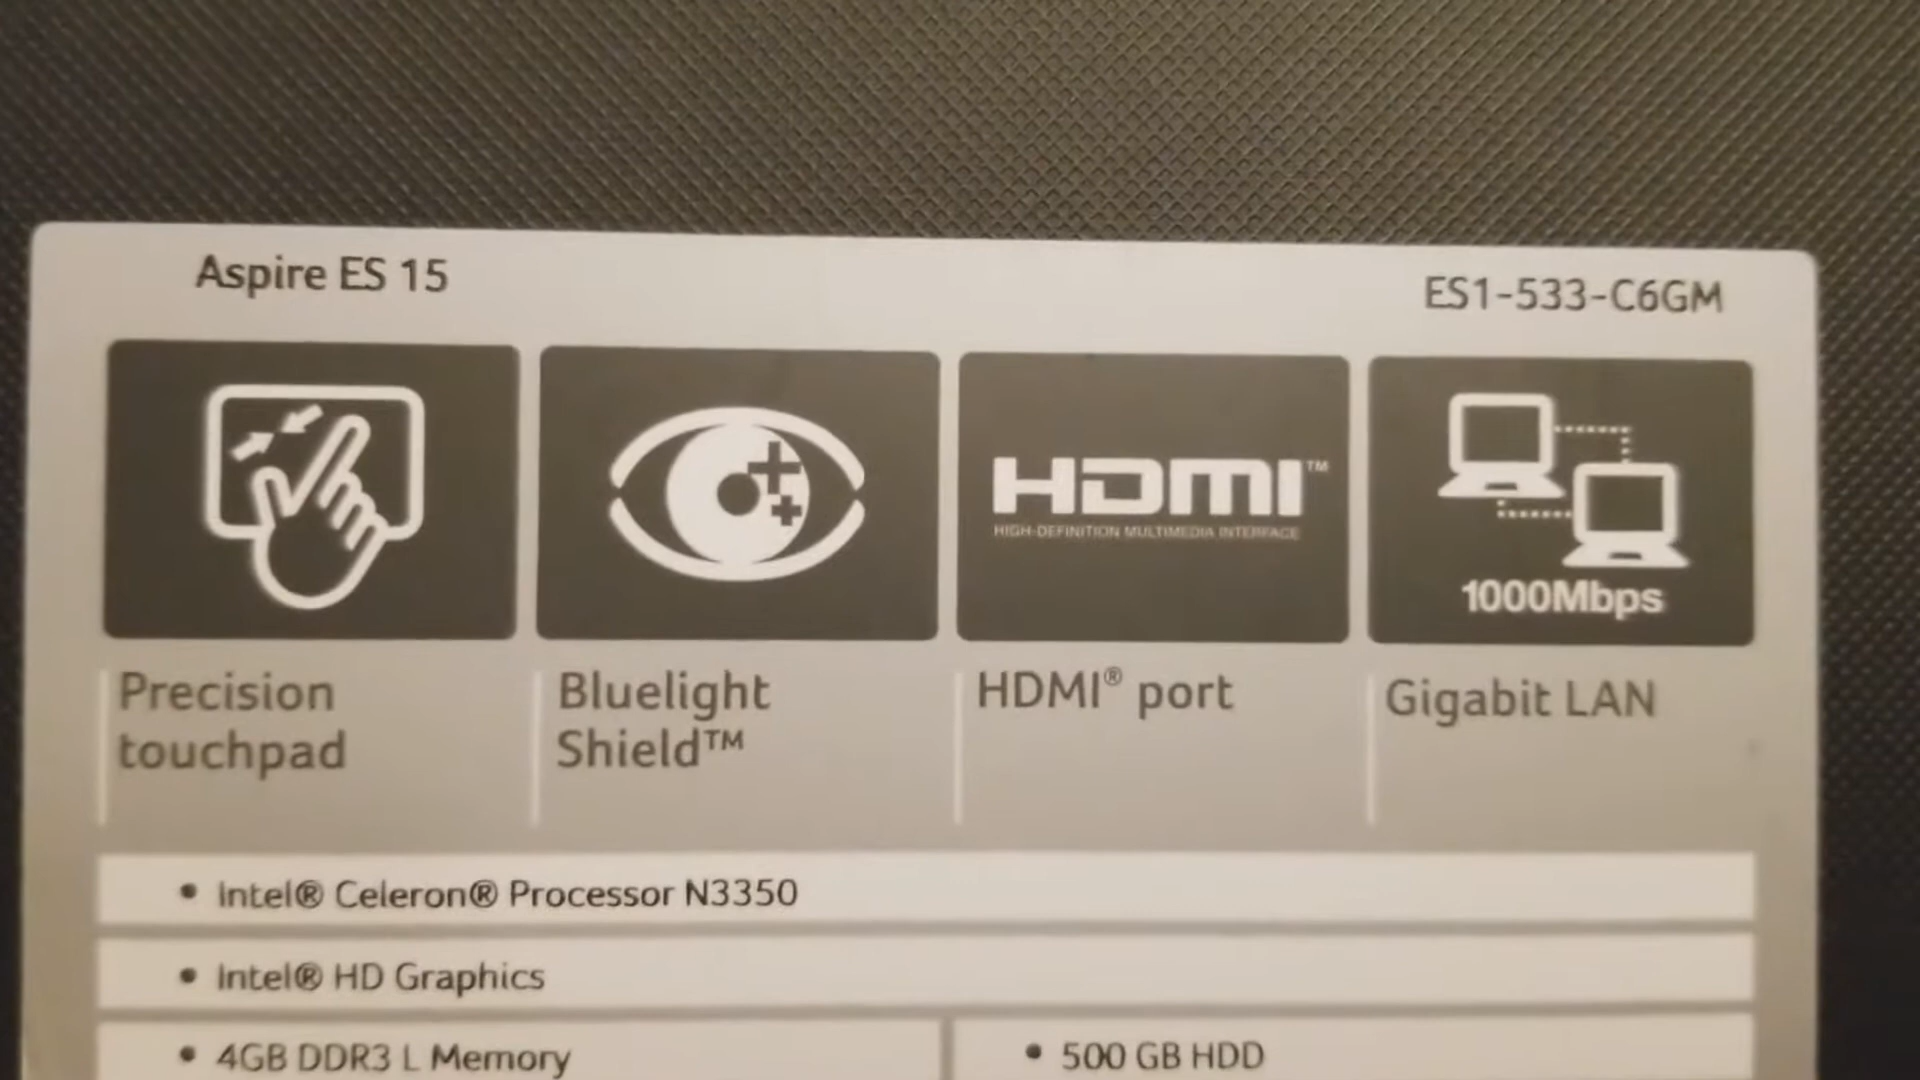 Aspire ES 15
ES1-533-C6GM
HDMI™
HIGH-DEFINITION MULTIMEDIA INTERFACE
1000Mbps
Precision
touchpad
Bluelight
Shield™
HDMI® port
Gigabit LAN
• Intel® Celeron® Processor N3350
• Intel® HD Graphics
• 4GB DDR3 L Memory
• 500 GB HDD